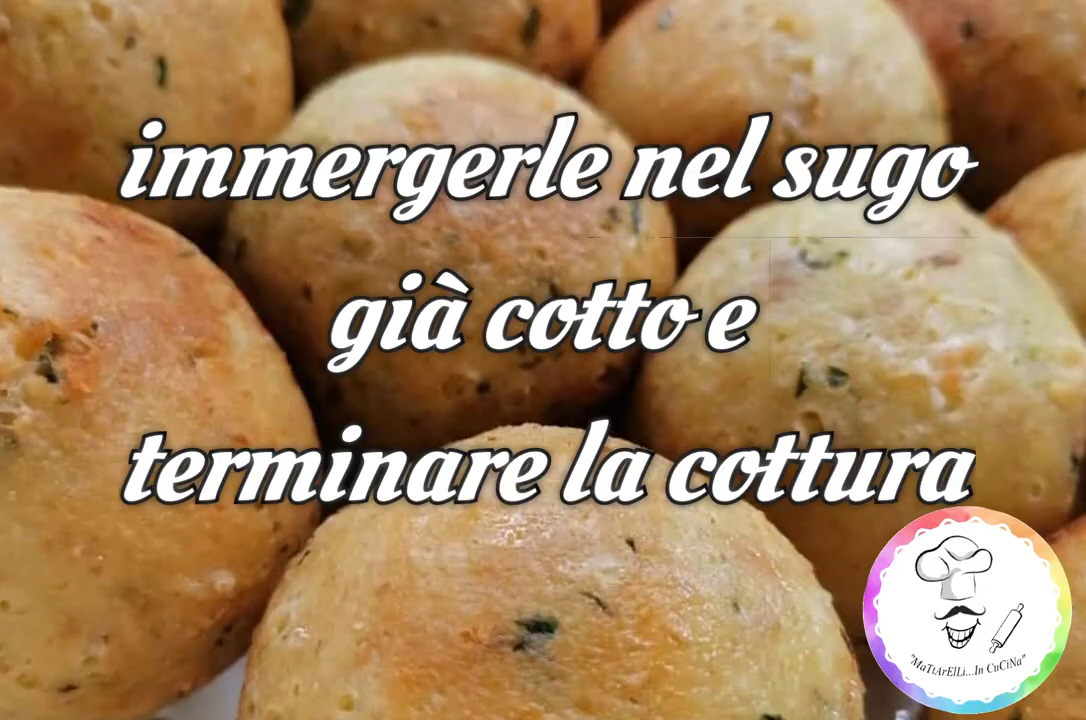 immergerle nel sugo
già cotto e
terminare la cottura
"MaTtArElLi...In CuCiNa"